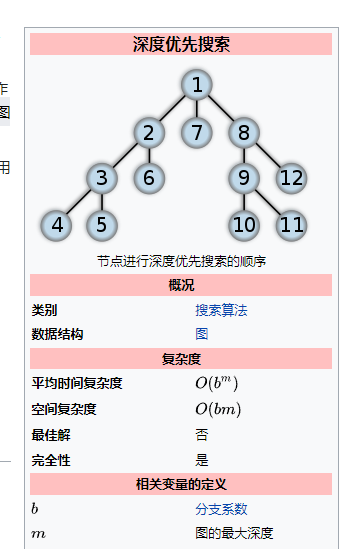 深度优先搜索
1
2 7 8
3 6 9 12
4 5 10 11
节点进行深度优先搜索的顺序
概况
类别 搜索算法
数据结构 图
复杂度
平均时间复杂度 O(b^m)
空间复杂度 O(bm)
最佳解 否
完全性 是
相关变量的定义
b 分支系数
m 图的最大深度
作
图
用